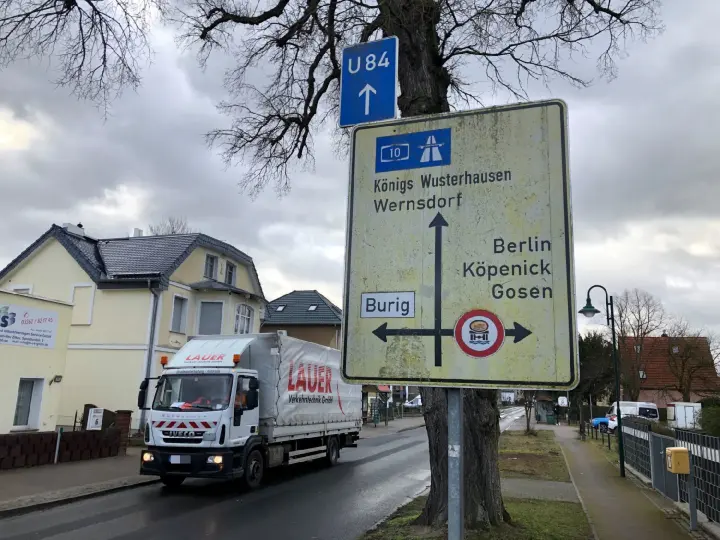 U 84
10
Königs Wusterhausen
Wernsdorf
Berlin
Köpenick
Gosen
Burig
LAUER
LAUER
Verkehrstechnik GmbH
IVECO